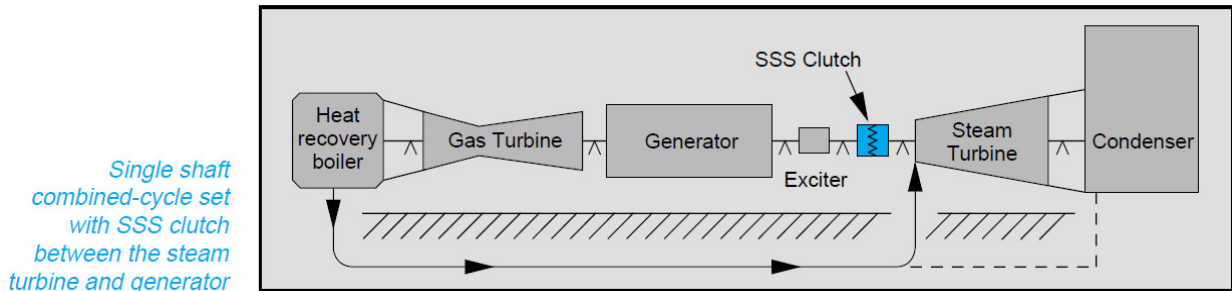 SSS Clutch
Heat
recovery
boiler
Gas Turbine
Generator
Exciter
Steam
Turbine
Condenser
Single shaft
combined-cycle set
with SSS clutch
between the steam
turbine and generator